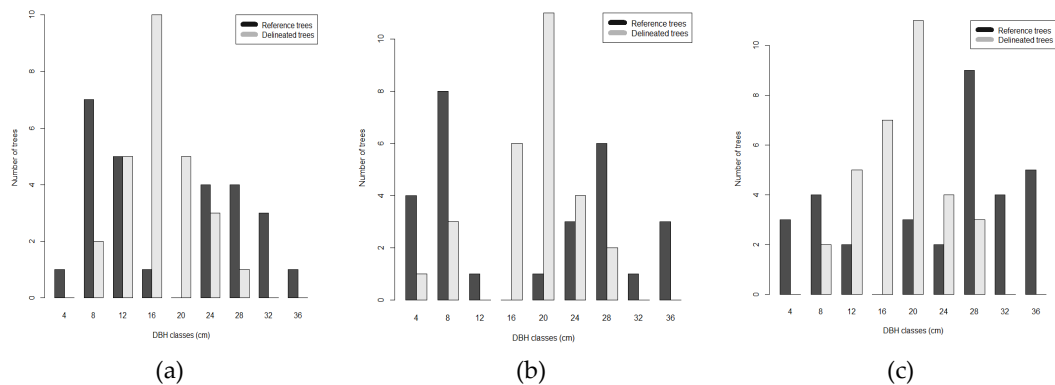 Reference trees
Delineated trees
Number of trees
0 2 4 6 8 10
4 8 12 16 20 24 28 32 36
DBH classes (cm)
(a)
Reference trees
Delineated trees
Number of trees
0 2 4 6 8 10
4 8 12 16 20 24 28 32 36
DBH classes (cm)
(b)
Reference trees
Delineated trees
Number of trees
0 2 4 6 8 10
4 8 12 16 20 24 28 32 36
DBH classes (cm)
(c)